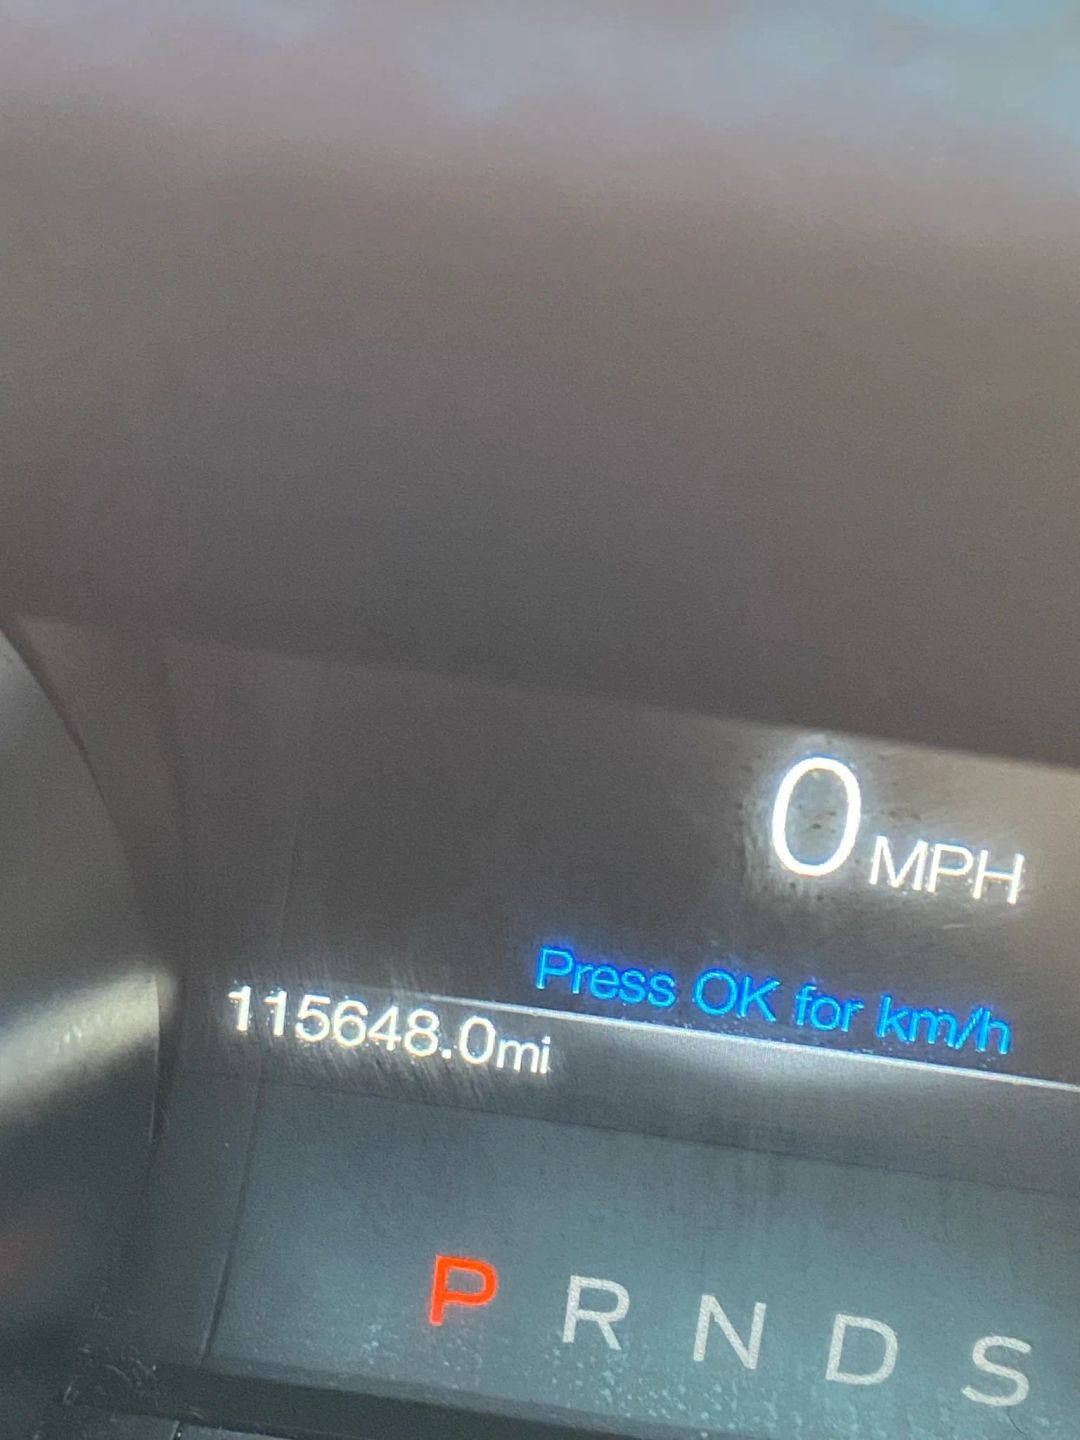 0 MPH
Press OK for km/h
115648.0mi
P R N D S